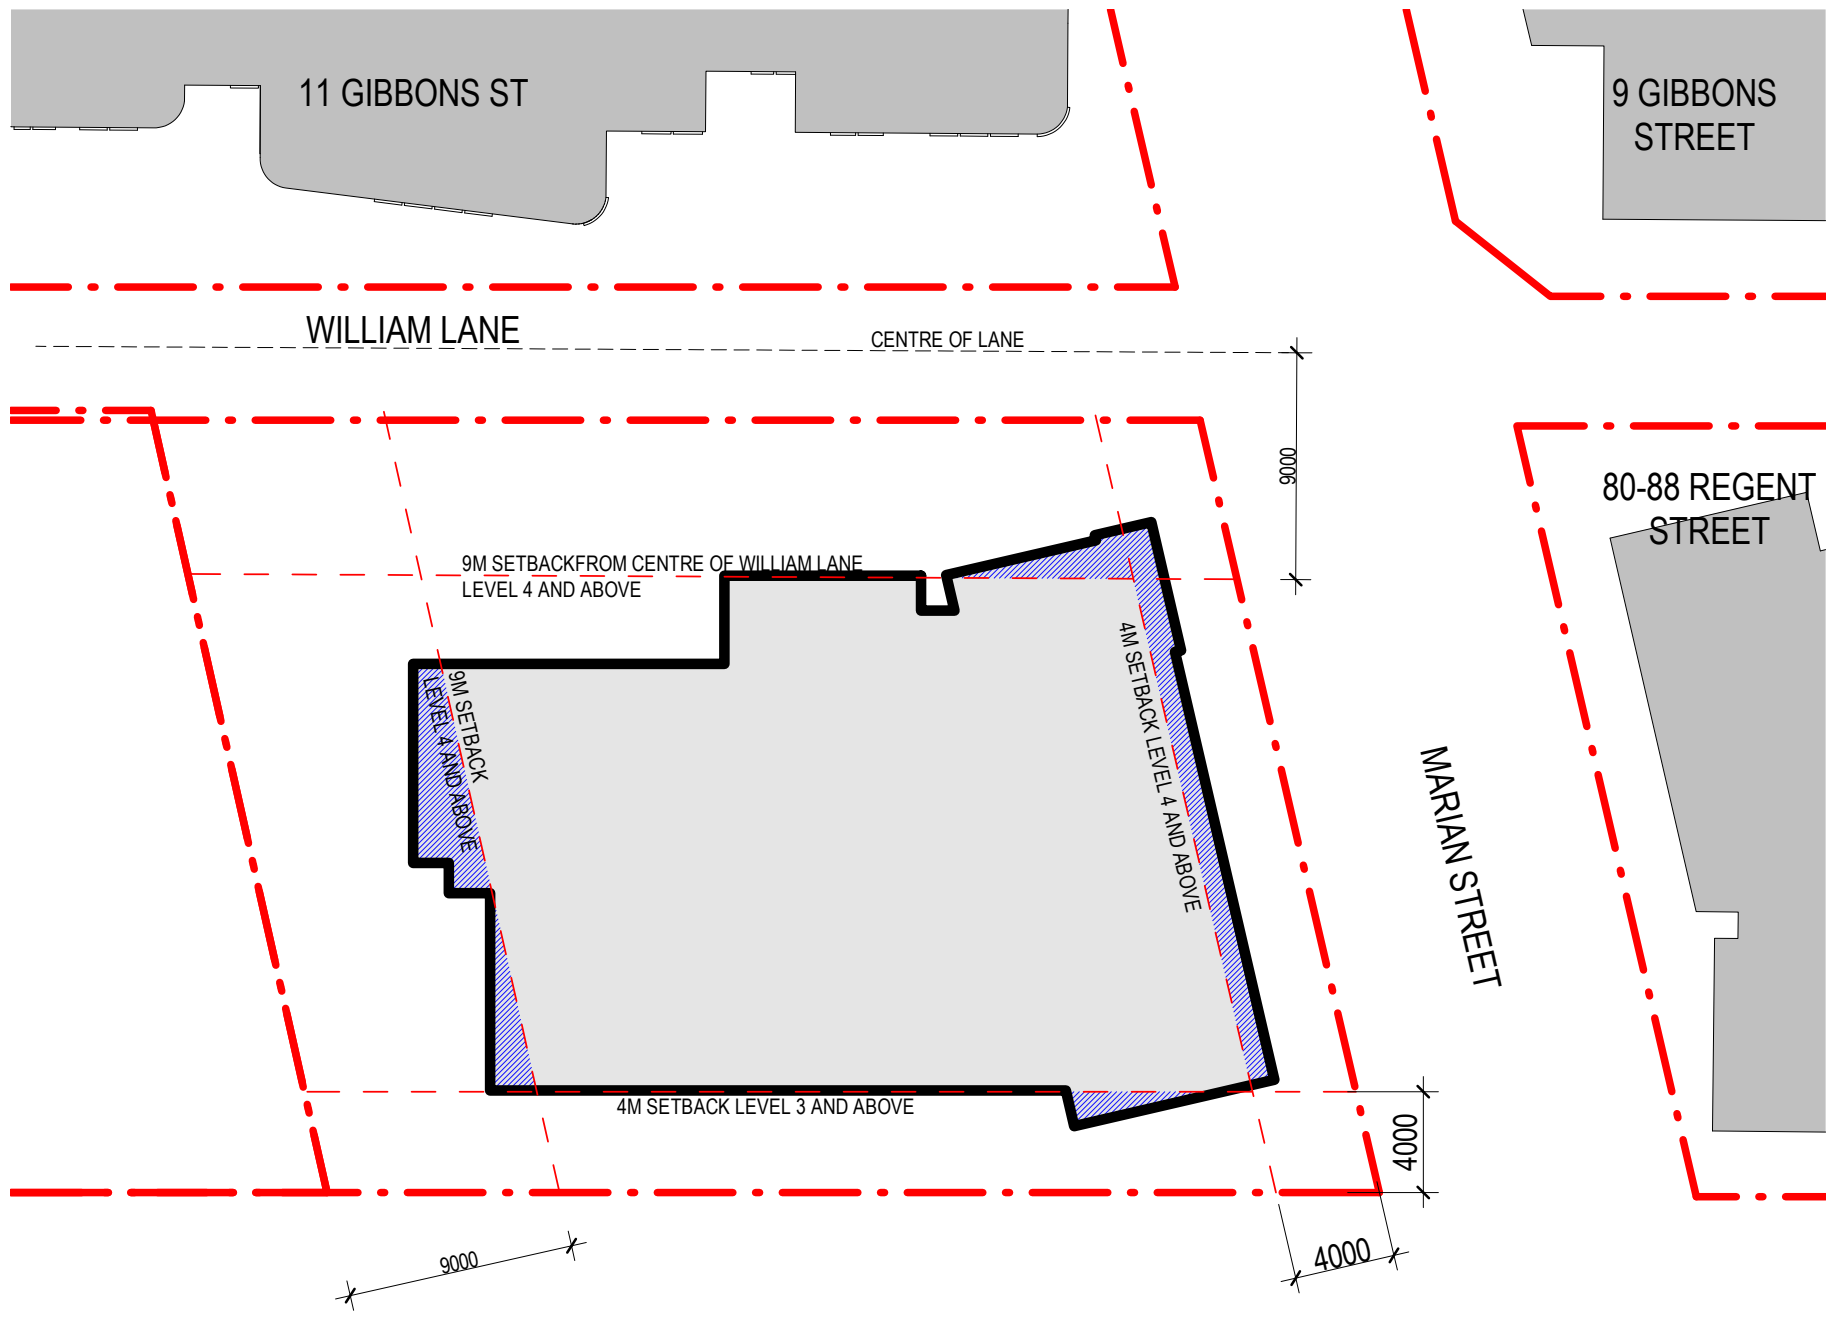 11 GIBBONS ST
9 GIBBONS
STREET
WILLIAM LANE
CENTRE OF LANE
9000
80-88 REGENT
STREET
9M SETBACKFROM CENTRE OF WILLIAM LANE
LEVEL 4 AND ABOVE
9M SETBACK
LEVEL 4 AND ABOVE
4M SETBACK LEVEL 4 AND ABOVE
MARIAN STREET
4M SETBACK LEVEL 3 AND ABOVE
4000
9000
4000